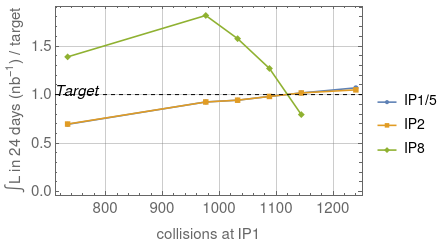 ∫L in 24 days (nb⁻¹) / target
1.5
1.0
0.5
0.0
Target
800
900
1000
1100
1200
collisions at IP1
IP1/5
IP2
IP8